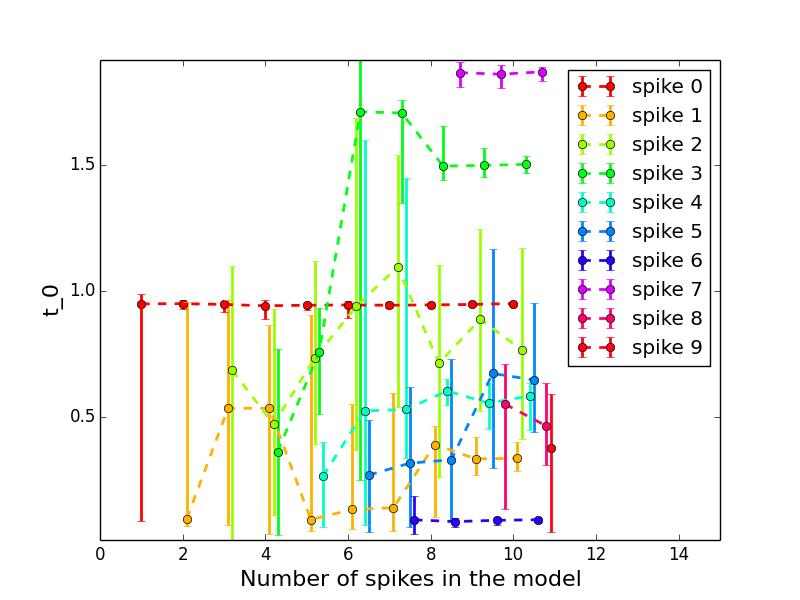 1.5
1.0
0.5
t_0
0
2
4
6
8
10
12
14
Number of spikes in the model
spike 0
spike 1
spike 2
spike 3
spike 4
spike 5
spike 6
spike 7
spike 8
spike 9